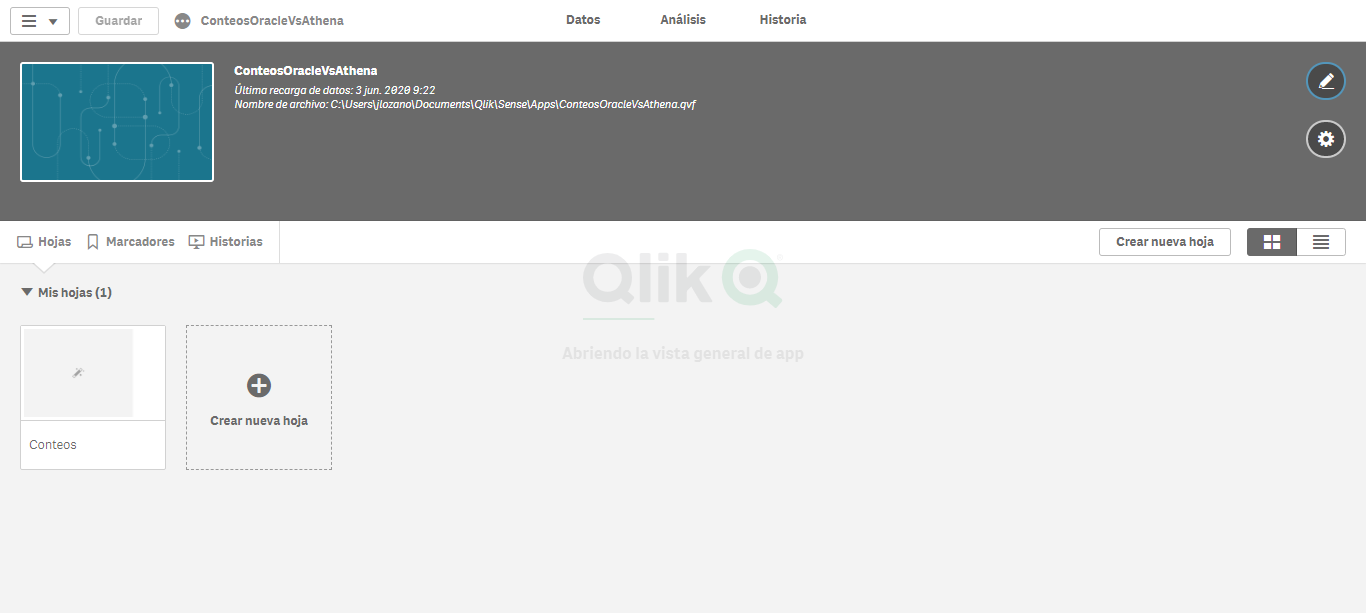 Guardar
ConteosOracleVsAthena
Datos
Análisis
Historia
ConteosOracleVsAthena
Última recarga de datos: 3 jun. 2020 9:22
Nombre de archivo: C:\Users\jlozano\Documents\Qlik\Sense\Apps\ConteosOracleVsAthena.qvf
Hojas
Marcadores
Historias
Crear nueva hoja
Qlik
Mis hojas (1)
Abriendo la vista general de app
Crear nueva hoja
Conteos